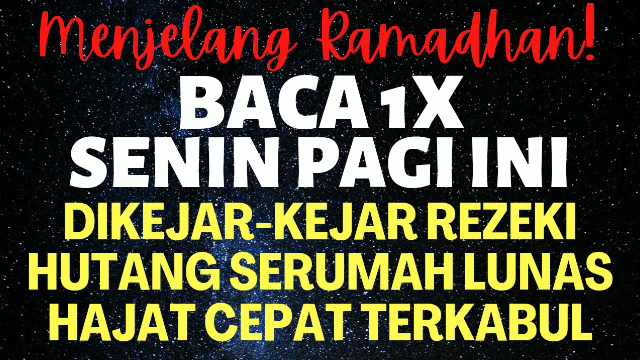 Menjelang Ramadhan!
BACA 1X
SENIN PAGI INI
DIKEJAR-KEJAR REZEKI
HUTANG SERUMAH LUNAS
HAJAT CEPAT TERKABUL